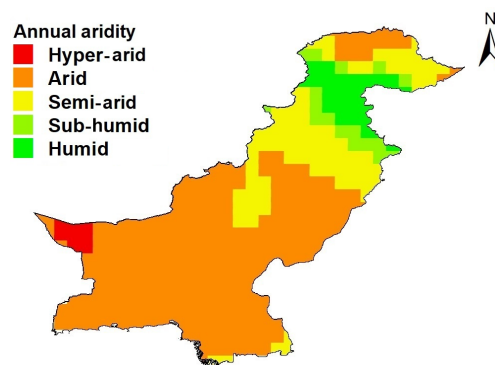 Annual aridity
Hyper-arid
Arid
Semi-arid
Sub-humid
Humid
N